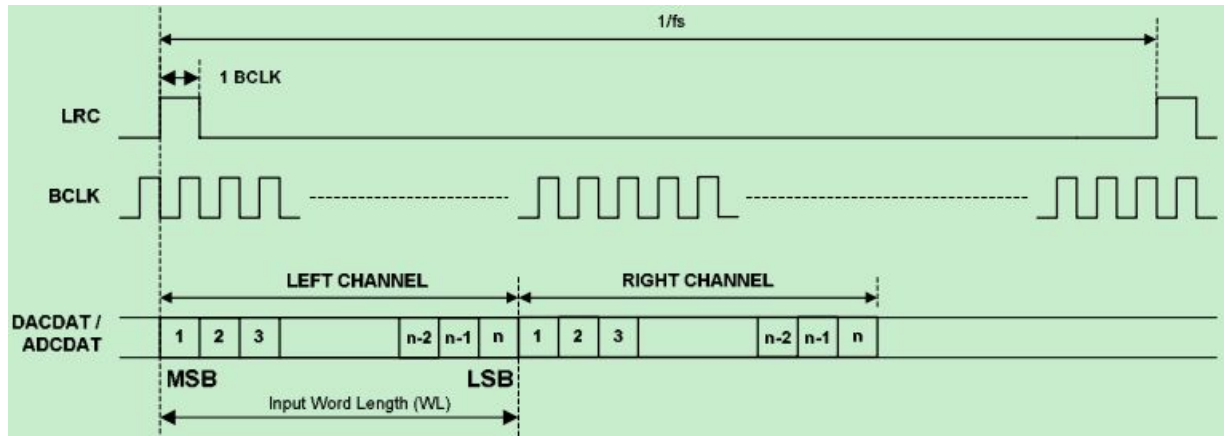 1/fs
1 BCLK
LRC
BCLK
LEFT CHANNEL RIGHT CHANNEL
DACDAT /
ADCDAT
1 2 3 n-2 n-1 n 1 2 3 n-2 n-1 n
MSB LSB
Input Word Length (WL)